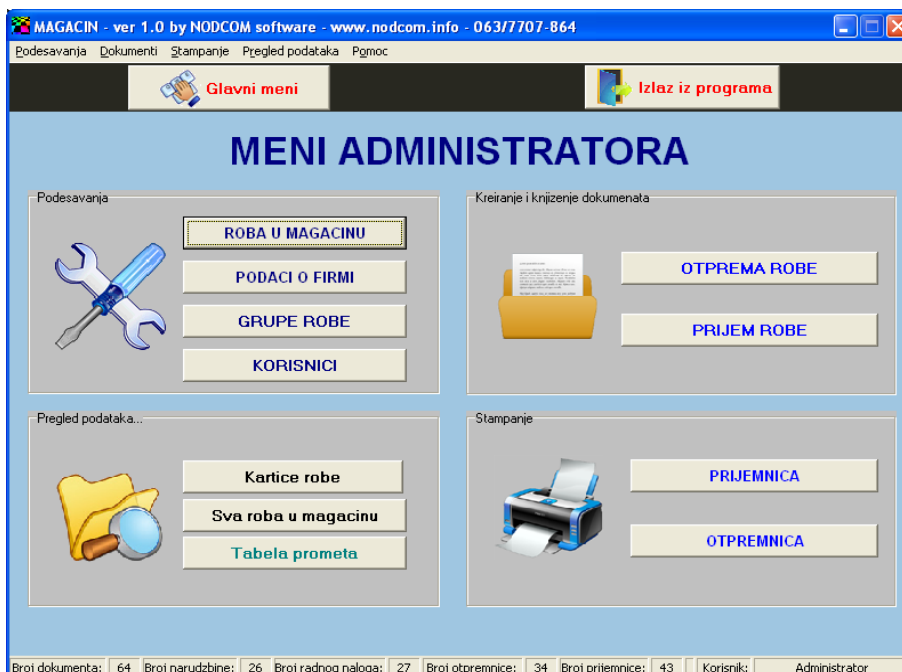 MAGACIN - ver 1.0 by NODCOM software - www.nodcom.info - 063/7707-864
Podesavanja Dokumenti Stampanje Pregled podataka Pomoc
Glavni meni
Izlaz iz programa
MENI ADMINISTRATORA
Podesavanja
ROBA U MAGACINU
PODACI O FIRMI
GRUPE ROBE
KORISNICI
Kreiranje i knjizenje dokumenata
OTPREMA ROBE
PRIJEM ROBE
Pregled podataka...
Kartice robe
Sva roba u magacinu
Tabela prometa
Stampanje
PRIJEMNICA
OTPREMNICA
Broj dokumenta: 64 Broj narudzbine: 26 Broj radnog naloga: 27 Broj otpremnice: 34 Broj prijemnice: 43 Korisnik: Administrator